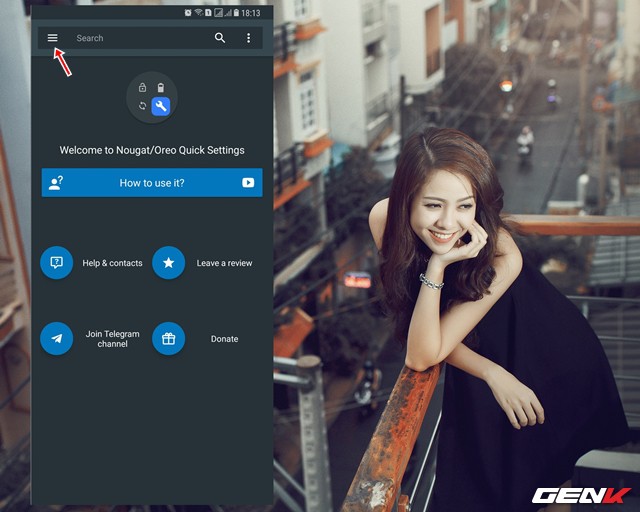 18:13
Search
Welcome to Nougat/Oreo Quick Settings
How to use it?
Help & contacts
Leave a review
Join Telegram
channel
Donate
GENK